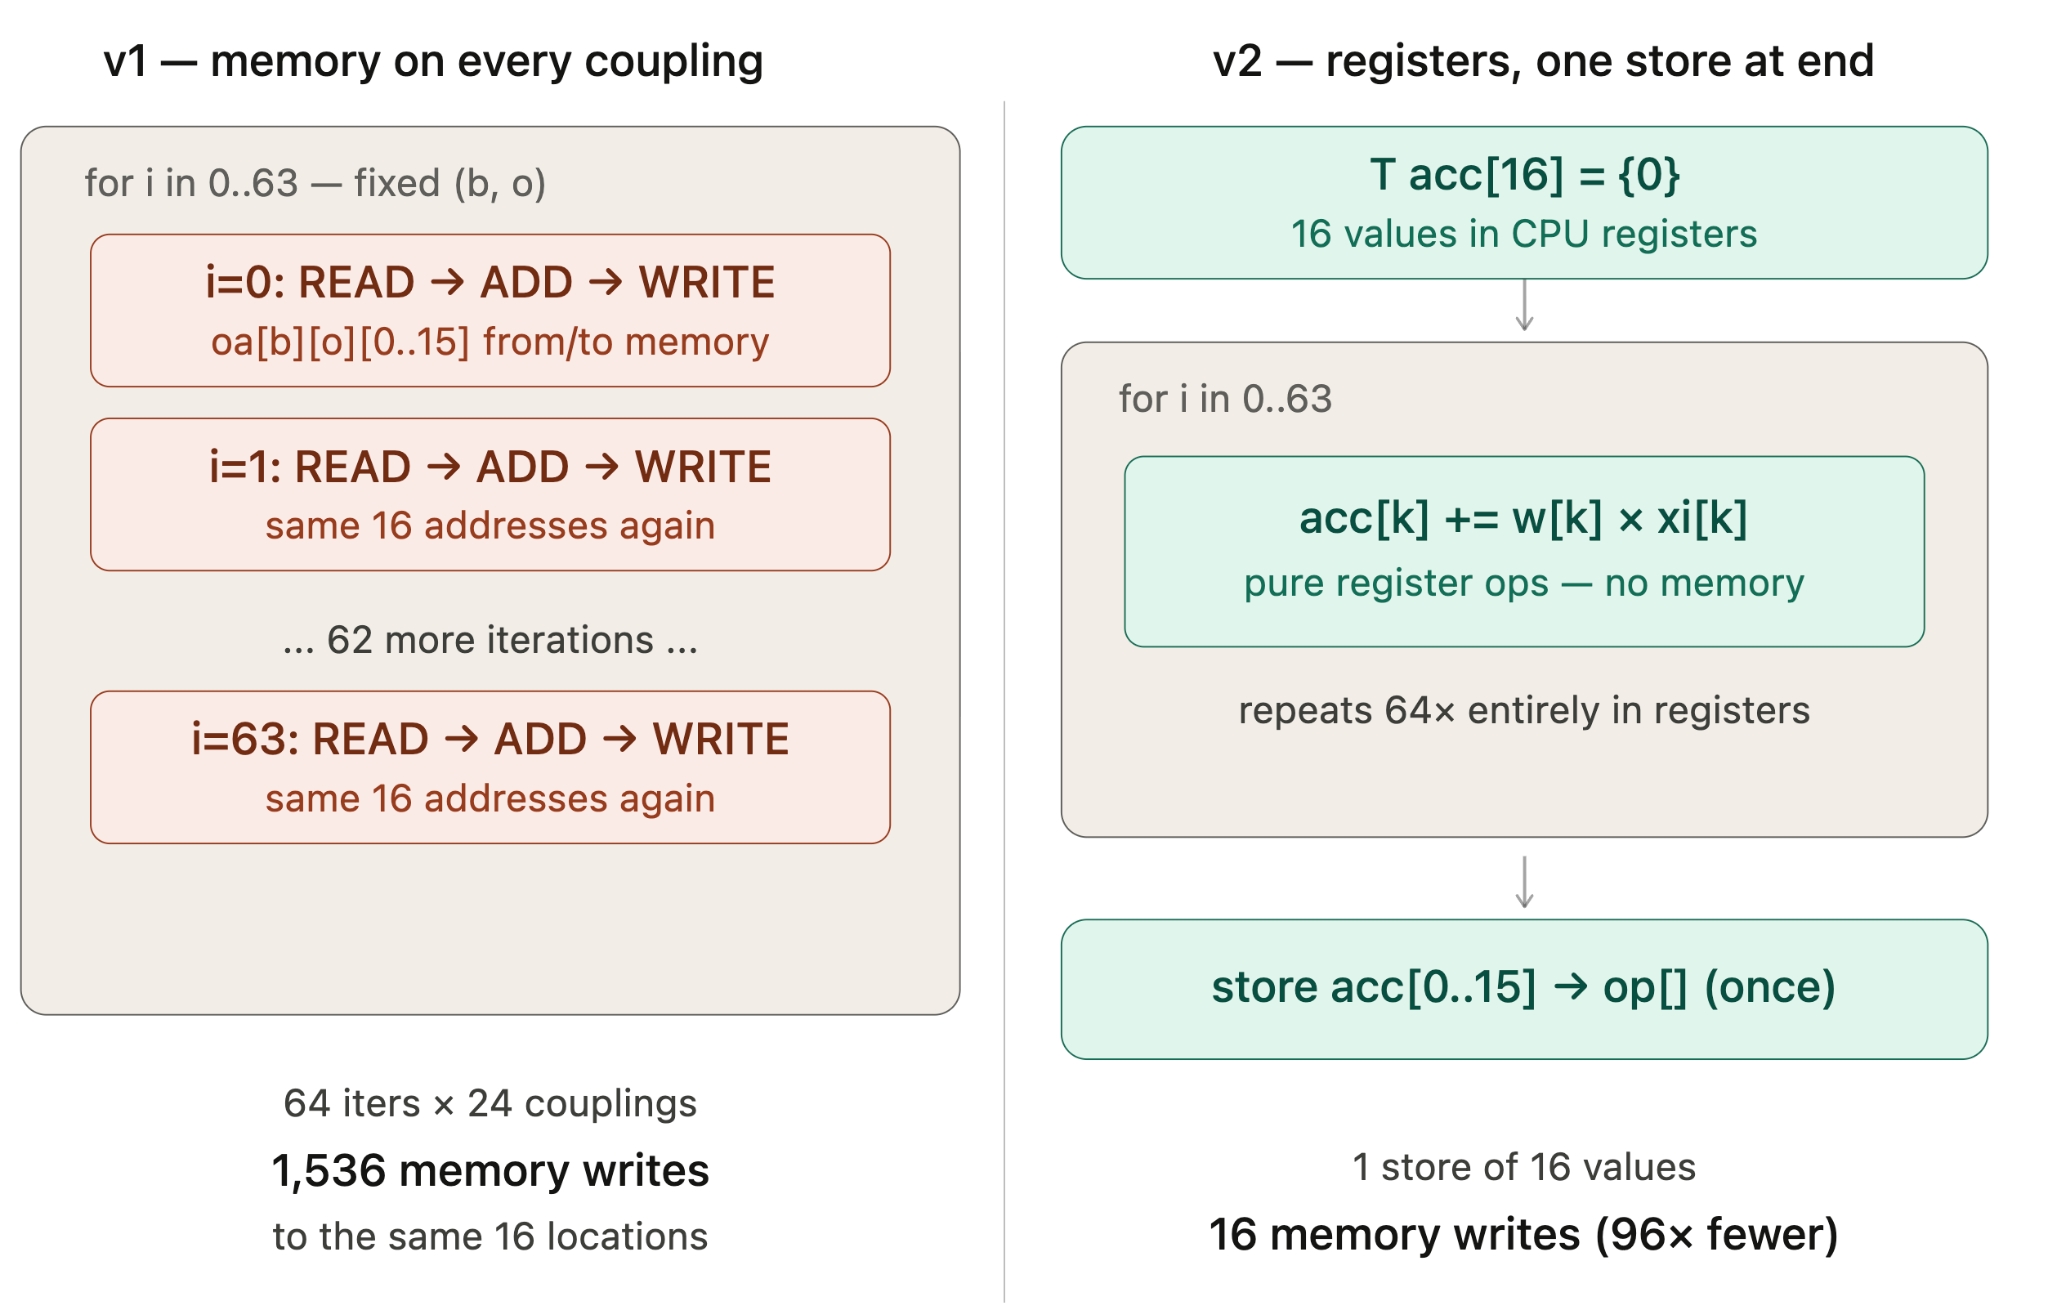 v1 — memory on every coupling
for i in 0..63 — fixed (b, o)
i=0: READ → ADD → WRITE
oa[b][o][0..15] from/to memory
i=1: READ → ADD → WRITE
same 16 addresses again
... 62 more iterations ...
i=63: READ → ADD → WRITE
same 16 addresses again
64 iters × 24 couplings
1,536 memory writes
to the same 16 locations
v2 — registers, one store at end
T acc[16] = {0}
16 values in CPU registers
for i in 0..63
acc[k] += w[k] × xi[k]
pure register ops — no memory
repeats 64× entirely in registers
store acc[0..15] → op[] (once)
1 store of 16 values
16 memory writes (96× fewer)